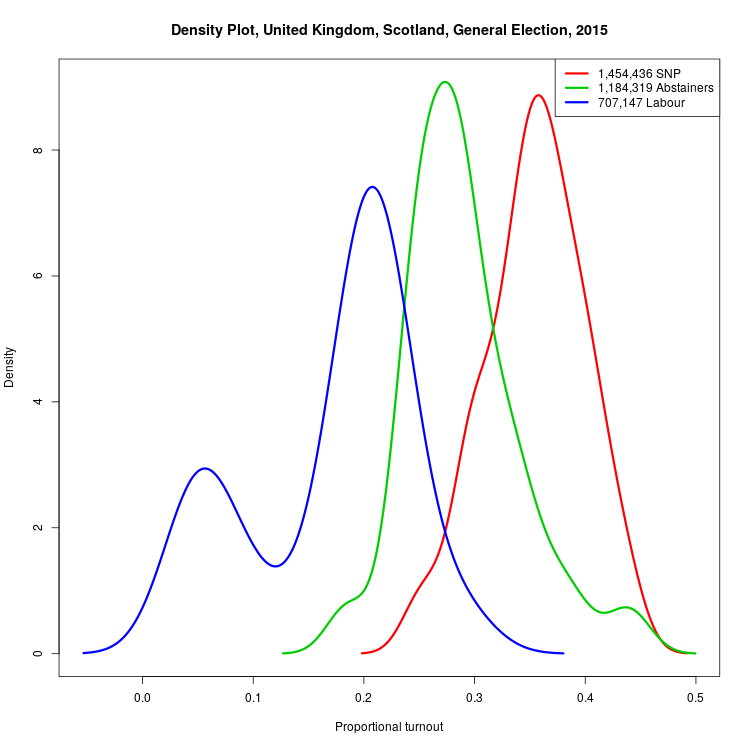 Density Plot, United Kingdom, Scotland, General Election, 2015
1,454,436 SNP
1,184,319 Abstainers
707,147 Labour
Density
8
6
4
2
0
0.0 0.1 0.2 0.3 0.4 0.5
Proportional turnout